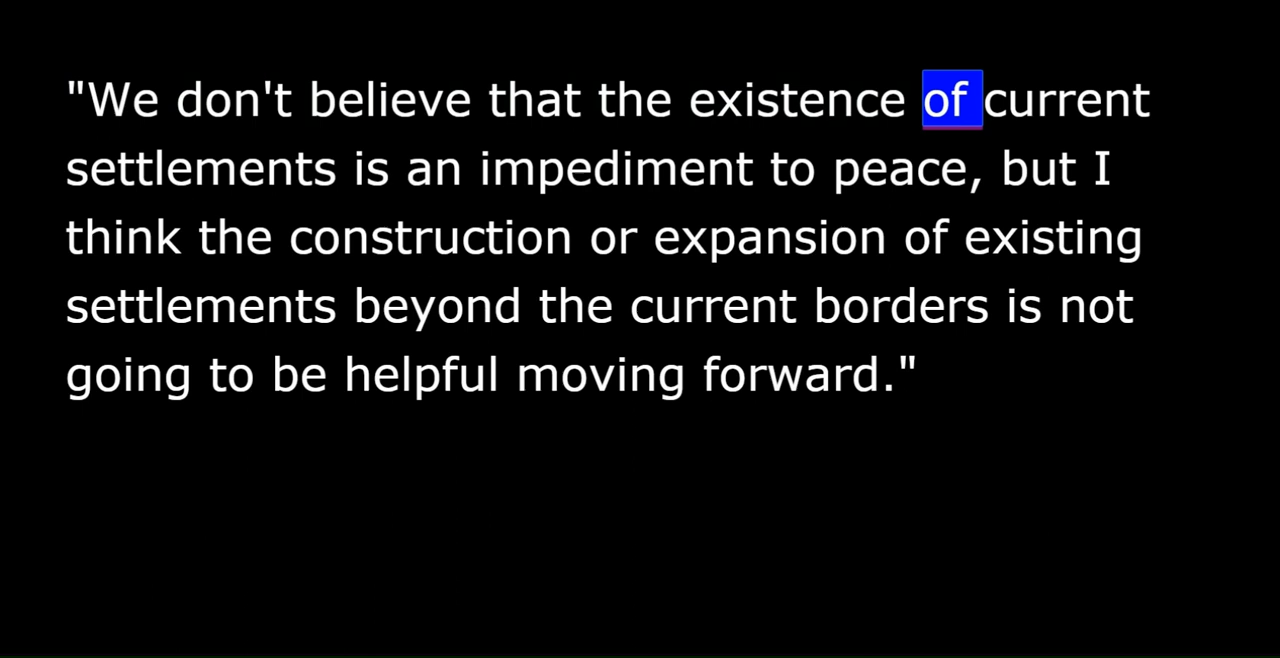 "We don't believe that the existence of current
settlements is an impediment to peace, but I
think the construction or expansion of existing
settlements beyond the current borders is not
going to be helpful moving forward."